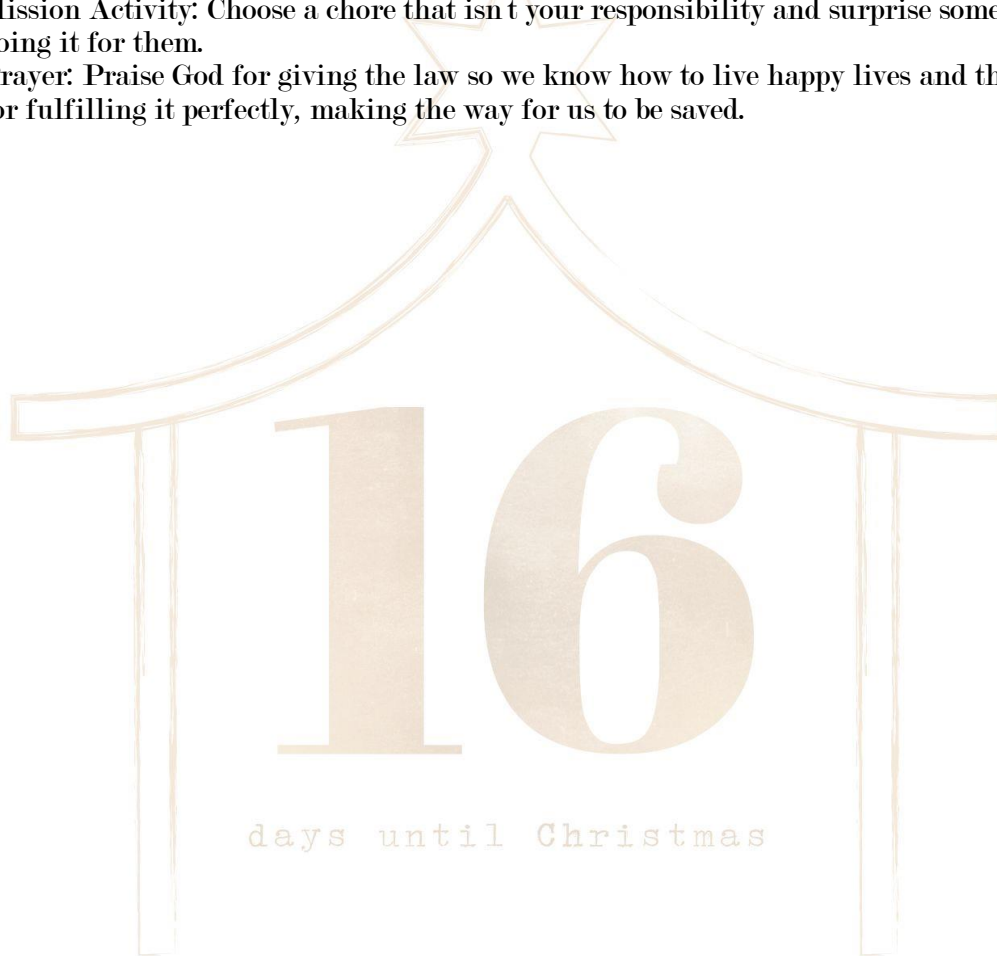 lission Activity: Choose a chore that isn t your responsibility and surprise some
oing it for them.
rayer: Praise God for giving the law so we know how to live happy lives and th
or fulfilling it perfectly, making the way for us to be saved.
16
days until Christmas